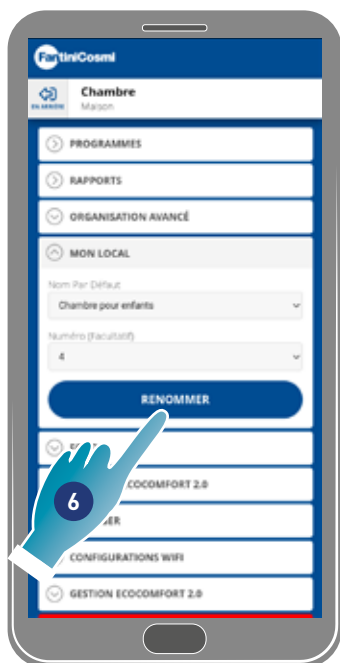 FantiniCosmi
EN ARRIÈRE
Chambre
Maison
PROGRAMMES
RAPPORTS
ORGANISATION AVANCÉ
MON LOCAL
Nom Par Défaut
Chambre pour enfants
Numéro (Facultatif)
4
RENOMMER
6
COCOMFORT 2.0
CONFIGURATIONS WIFI
GESTION ECOCOMFORT 2.0